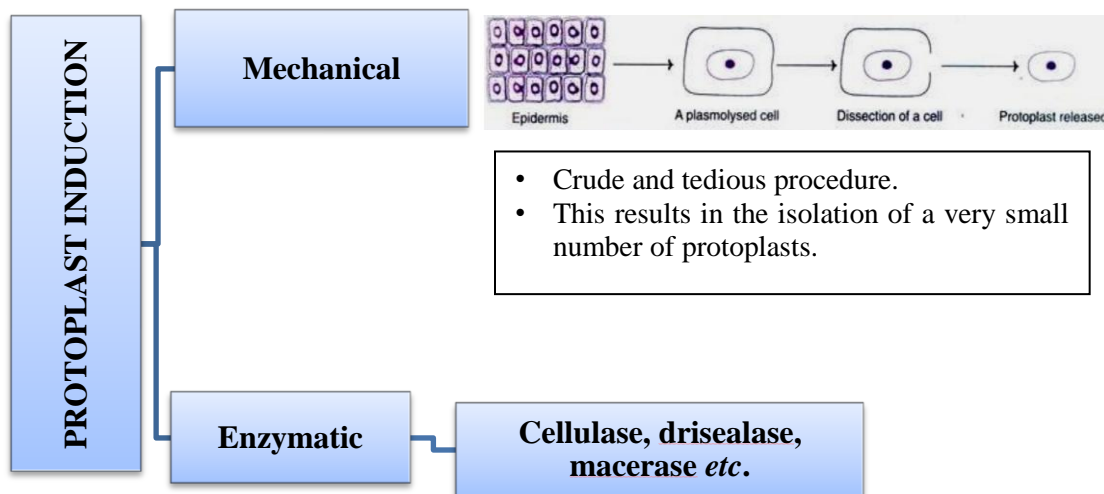 PROTOPLAST INDUCTION
Mechanical
Epidermis
A plasmolysed cell
Dissection of a cell
Protoplast released
• Crude and tedious procedure.
• This results in the isolation of a very small
number of protoplasts.
Enzymatic
Cellulase, drisealase,
macerase etc.